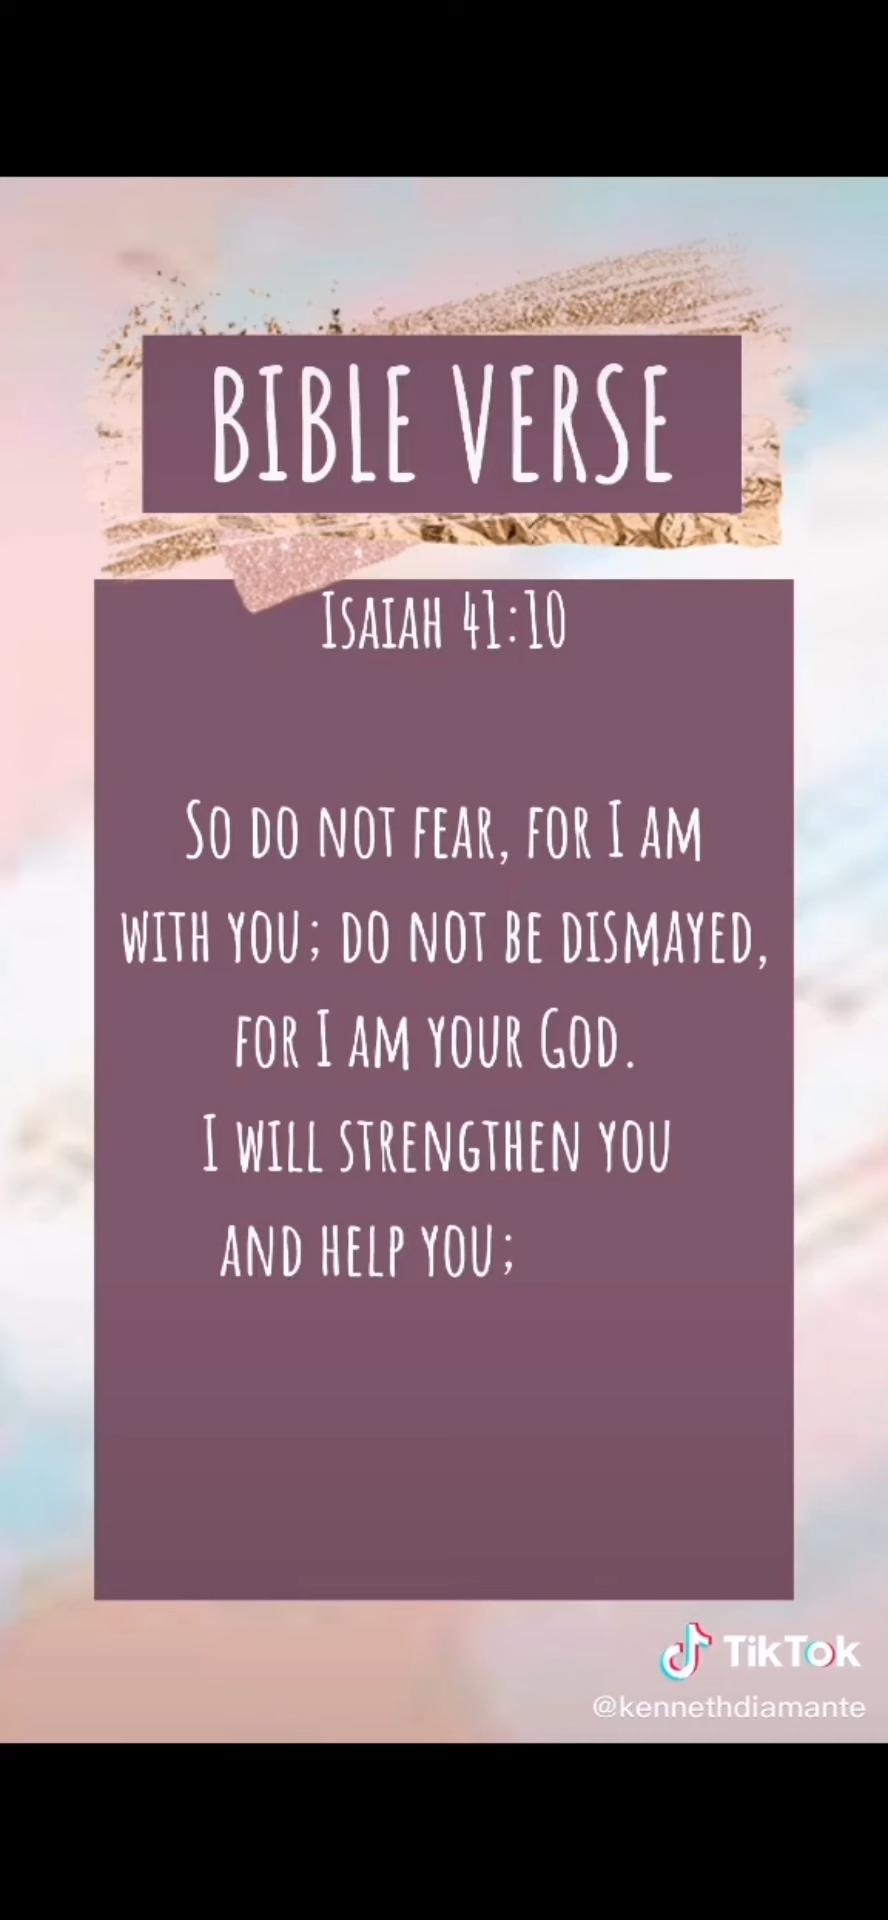 BIBLE VERSE
Isaiah 41:10
So do not fear, for I am
with you; do not be dismayed,
for I am your God.
I will strengthen you
and help you;
TikTok
@kennethdiamante